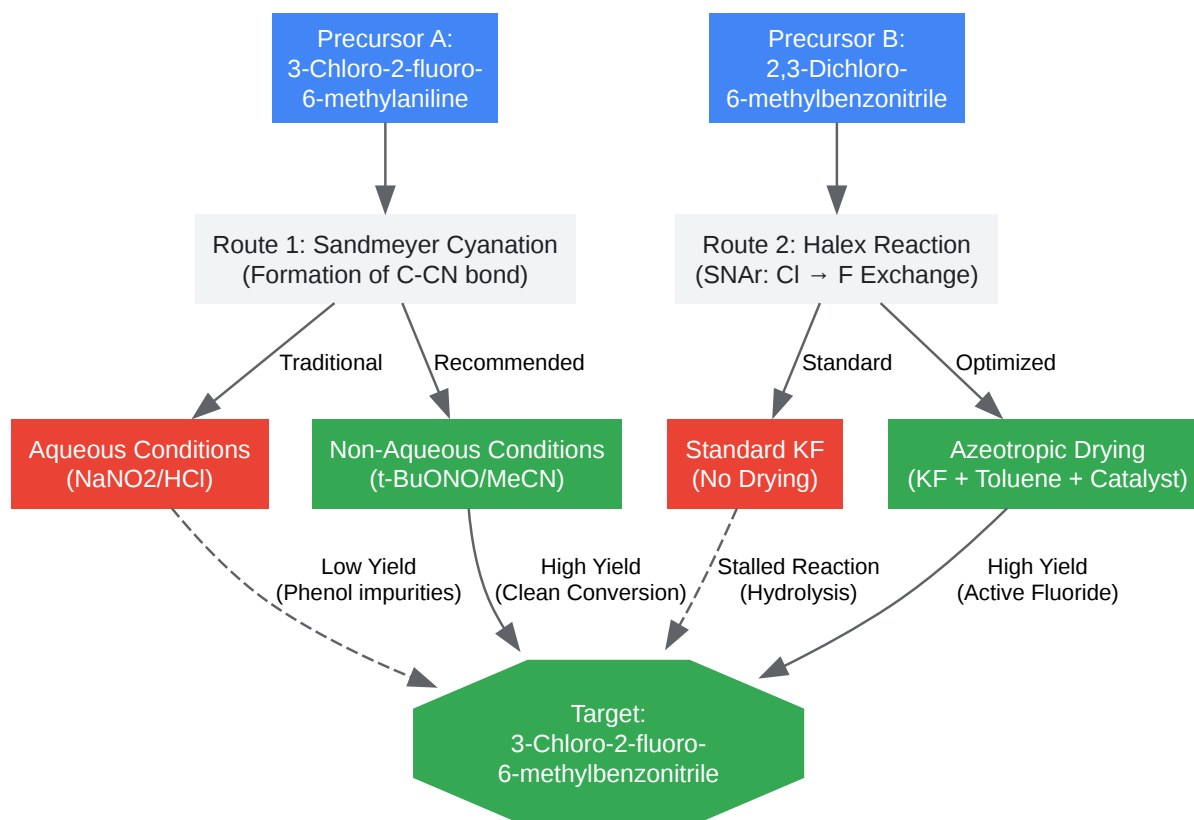 Precursor A:
3-Chloro-2-fluoro-
6-methylaniline
Precursor B:
2,3-Dichloro-
6-methylbenzonitrile
Route 1: Sandmeyer Cyanation
(Formation of C-CN bond)
Route 2: Halex Reaction
(SNAr: Cl → F Exchange)
Traditional
Recommended
Standard
Optimized
Aqueous Conditions
(NaNO2/HCl)
Non-Aqueous Conditions
(t-BuONO/MeCN)
Standard KF
(No Drying)
Azeotropic Drying
(KF + Toluene + Catalyst)
Low Yield
(Phenol impurities)
High Yield
(Clean Conversion)
Stalled Reaction
(Hydrolysis)
High Yield
(Active Fluoride)
Target:
3-Chloro-2-fluoro-
6-methylbenzonitrile